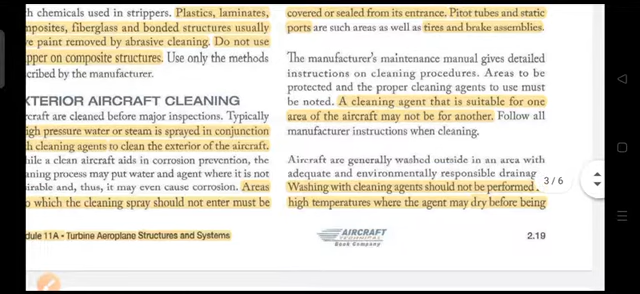 h chemicals used in strippers. Plastics, laminates,
mposites, fiberglass and bonded structures usually
ve paint removed by abrasive cleaning. Do not use
pper on composite structures. Use only the methods
scribed by the manufacturer.
XTERIOR AIRCRAFT CLEANING
rcraft are cleaned before major inspections. Typically
igh pressure water or steam is sprayed in conjunction
h cleaning agents to clean the exterior of the aircraft.
hile a clean aircraft aids in corrosion prevention, the
aning process may put water and agent where it is not
irable and, thus, it may even cause corrosion. Areas
o which the cleaning spray should not enter must be
covered or sealed from its entrance. Pitot tubes and static
ports are such areas as well as tires and brake assemblies.
The manufacturer's maintenance manual gives detailed
instructions on cleaning procedures. Areas to be
protected and the proper cleaning agents to use must
be noted. A cleaning agent that is suitable for one
area of the aircraft may not be for another. Follow all
manufacturer instructions when cleaning.
Aircraft are generally washed outside in an area with
adequate and environmentally responsible drainag
Washing with cleaning agents should not be performed
high temperatures where the agent may dry before being
3/6
dule 11A - Turbine Aeroplane Structures and Systems
AIRCRAFT
TECHNICAL
Book Company
2.19